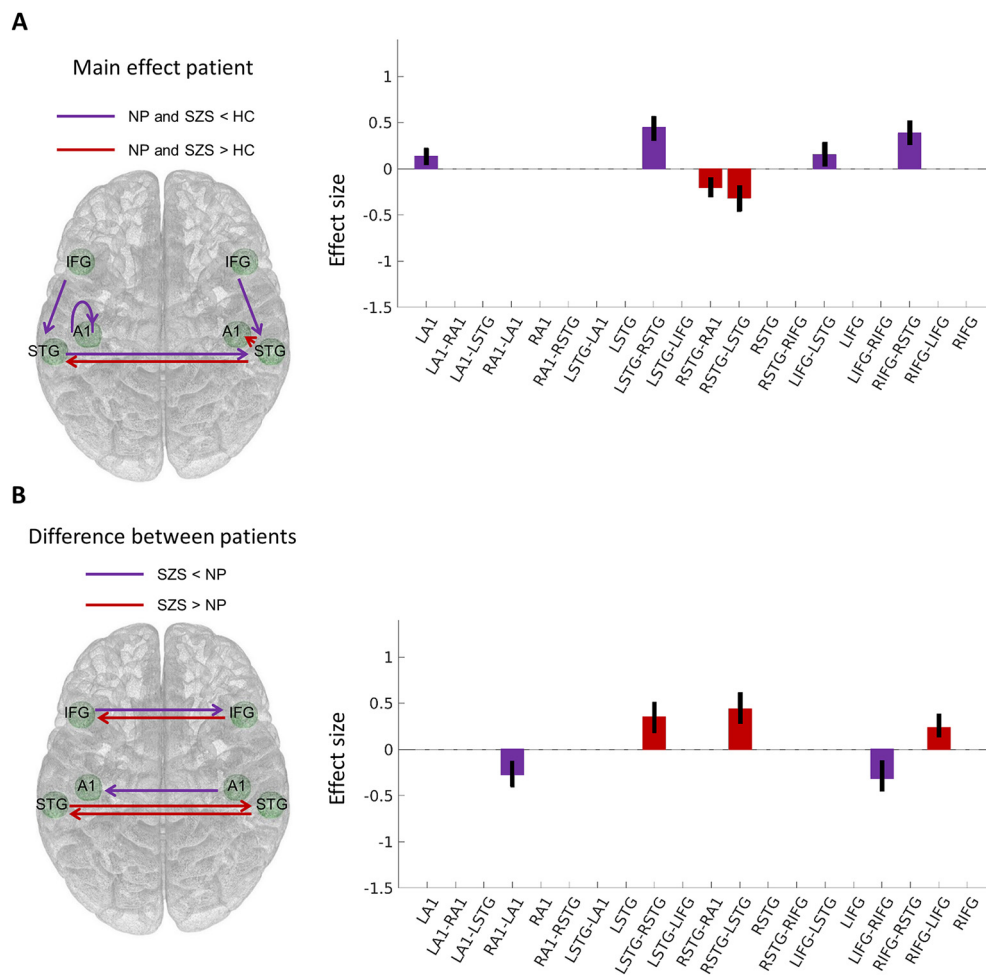 A
Main effect patient
NP and SZS < HC
NP and SZS > HC
IFG
IFG
A1
A1
STG
STG
Effect size
1
0.5
0
-0.5
-1
-1.5
LA1
LA1-RA1
LA1-LSTG
RA1-LA1
RA1
RA1-RSTG
LSTG-LA1
LSTG
LSTG-RSTG
LSTG-LIFG
RSTG-RA1
RSTG-LSTG
RSTG
RSTG-RIFG
LIFG-LSTG
LIFG
LIFG-RIFG
RIFG-RSTG
RIFG-LIFG
RIFG
B
Difference between patients
SZS < NP
SZS > NP
IFG
IFG
A1
A1
STG
STG
Effect size
1
0.5
0
-0.5
-1
-1.5
LA1
LA1-RA1
LA1-LSTG
RA1-LA1
RA1
RA1-RSTG
LSTG-LA1
LSTG
LSTG-RSTG
LSTG-LIFG
RSTG-RA1
RSTG-LSTG
RSTG
RSTG-RIFG
LIFG-LSTG
LIFG
LIFG-RIFG
RIFG-RSTG
RIFG-LIFG
RIFG